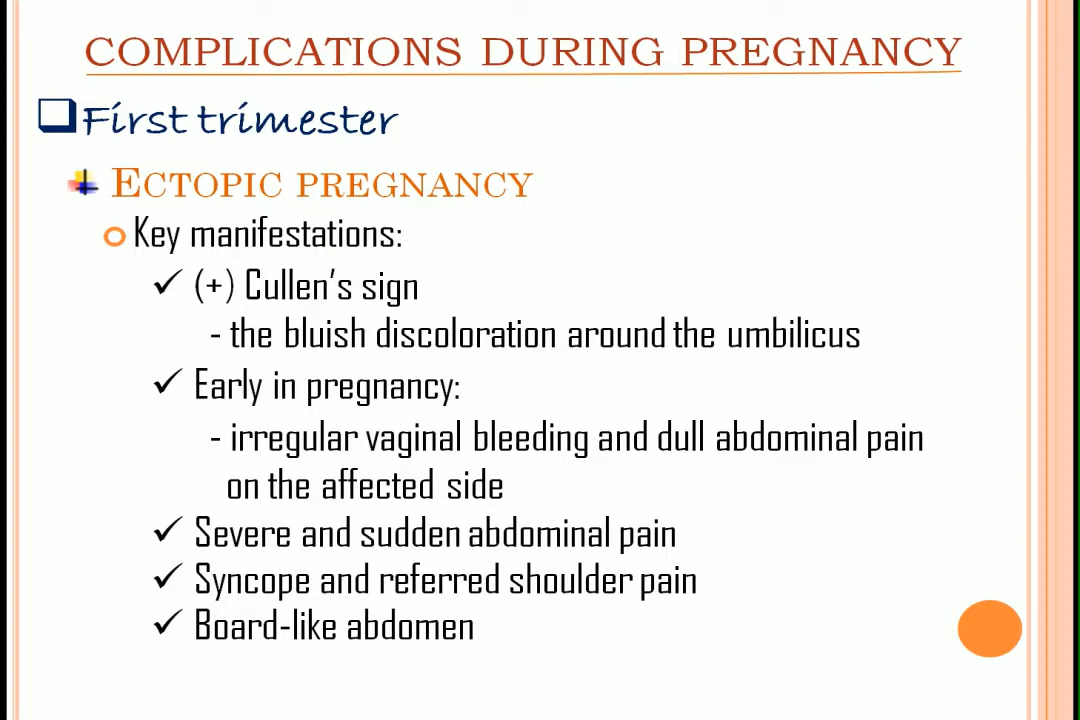 COMPLICATIONS DURING PREGNANCY
First trimester
ECTOPIC PREGNANCY
Key manifestations:
(+) Cullen's sign
- the bluish discoloration around the umbilicus
Early in pregnancy:
- irregular vaginal bleeding and dull abdominal pain
on the affected side
Severe and sudden abdominal pain
Syncope and referred shoulder pain
Board-like abdomen